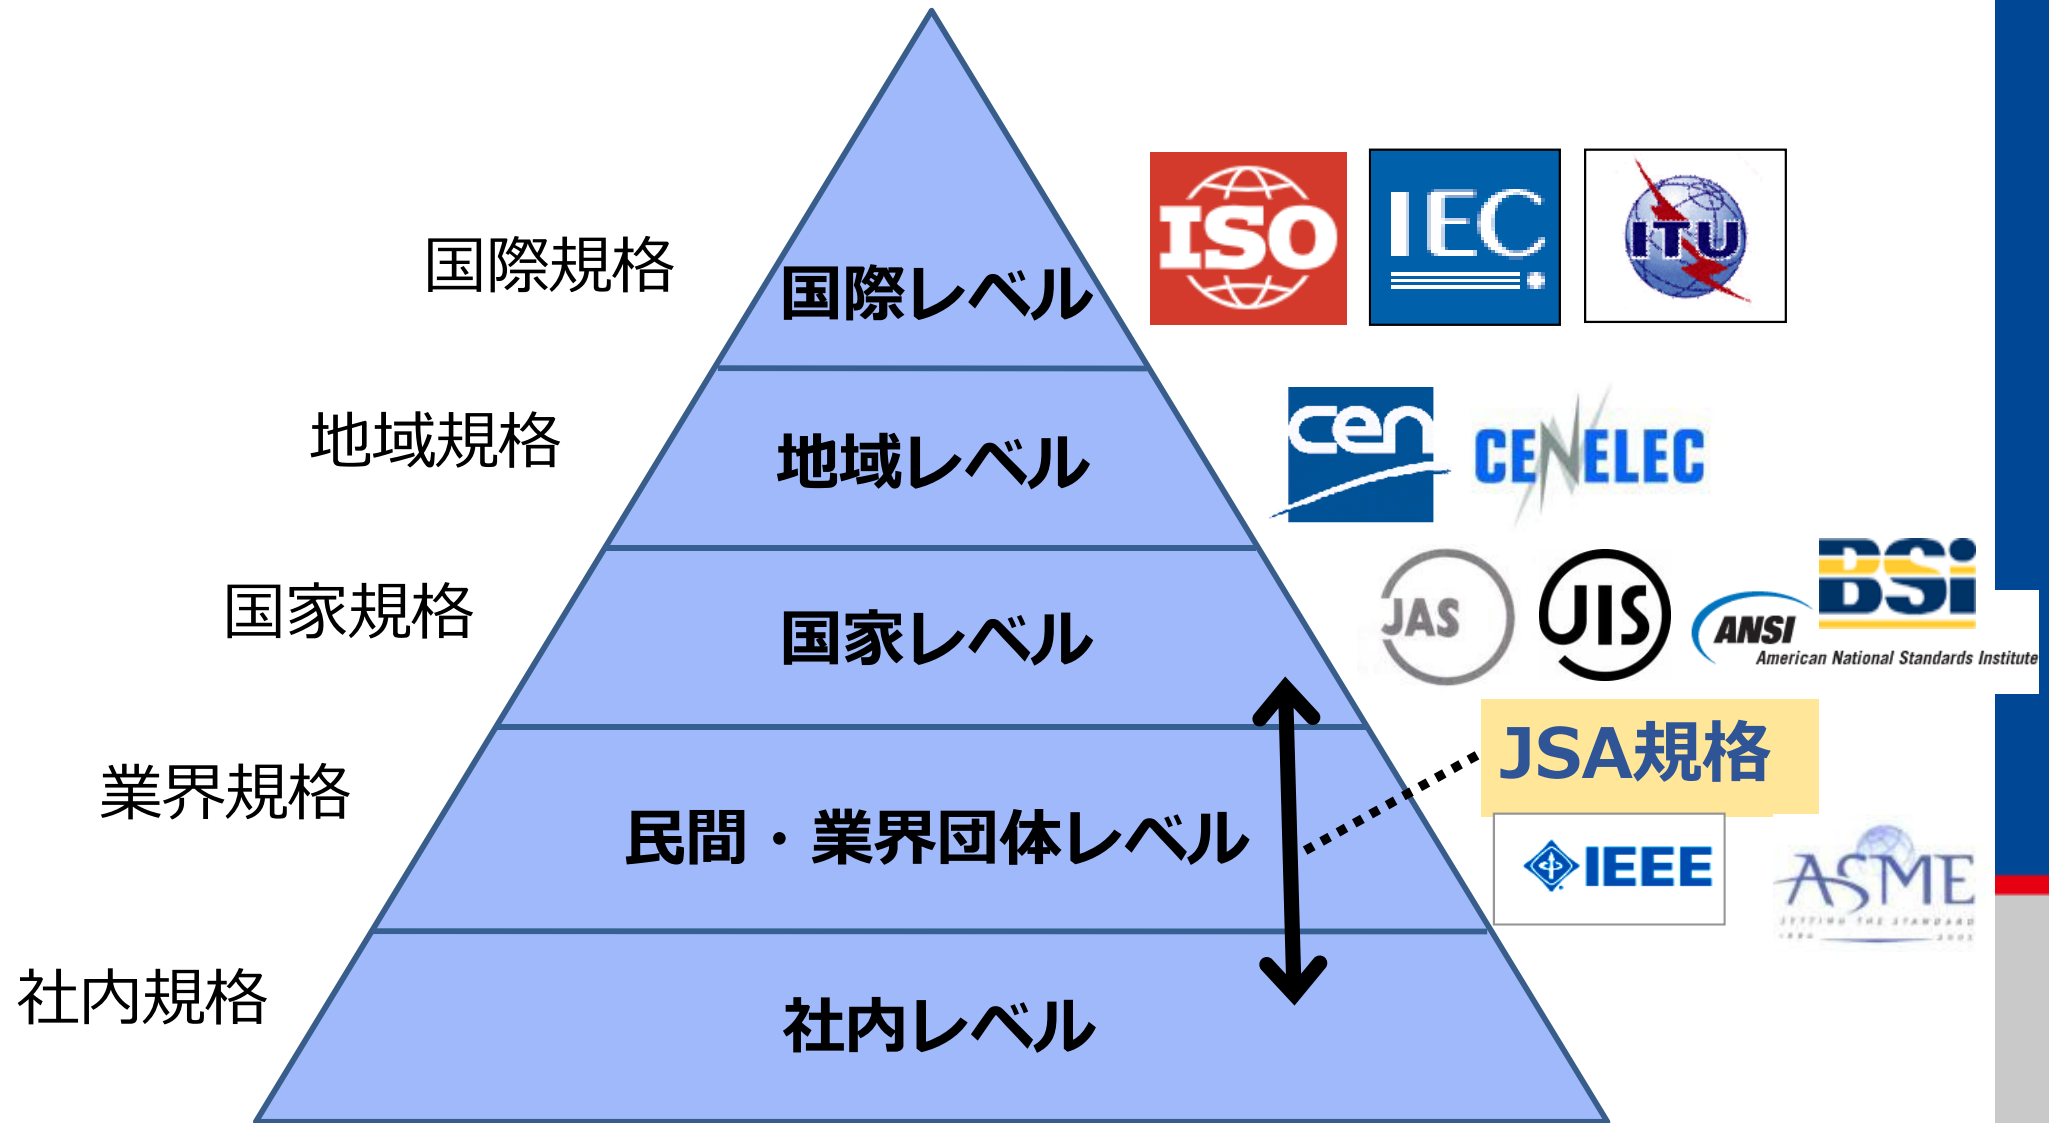 国際規格
国際レベル
ISO
IEC
ITU
地域規格
地域レベル
cen
CENELEC
国家規格
国家レベル
JAS
JIS
ANSI
American National Standards Institute
BSi
JSA規格
業界規格
民間・業界団体レベル
IEEE
ASME
SETTING THE STANDARD
社内規格
社内レベル